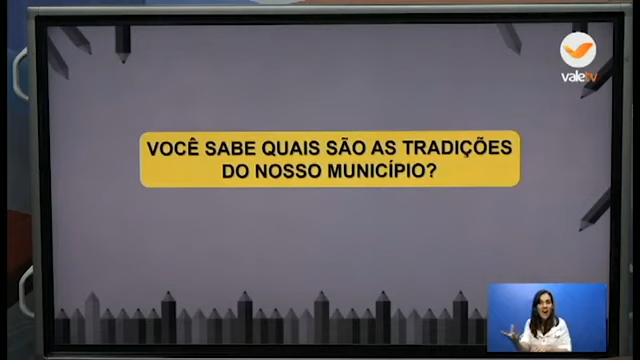 valetv
VOCÊ SABE QUAIS SÃO AS TRADIÇÕES
DO NOSSO MUNICÍPIO?